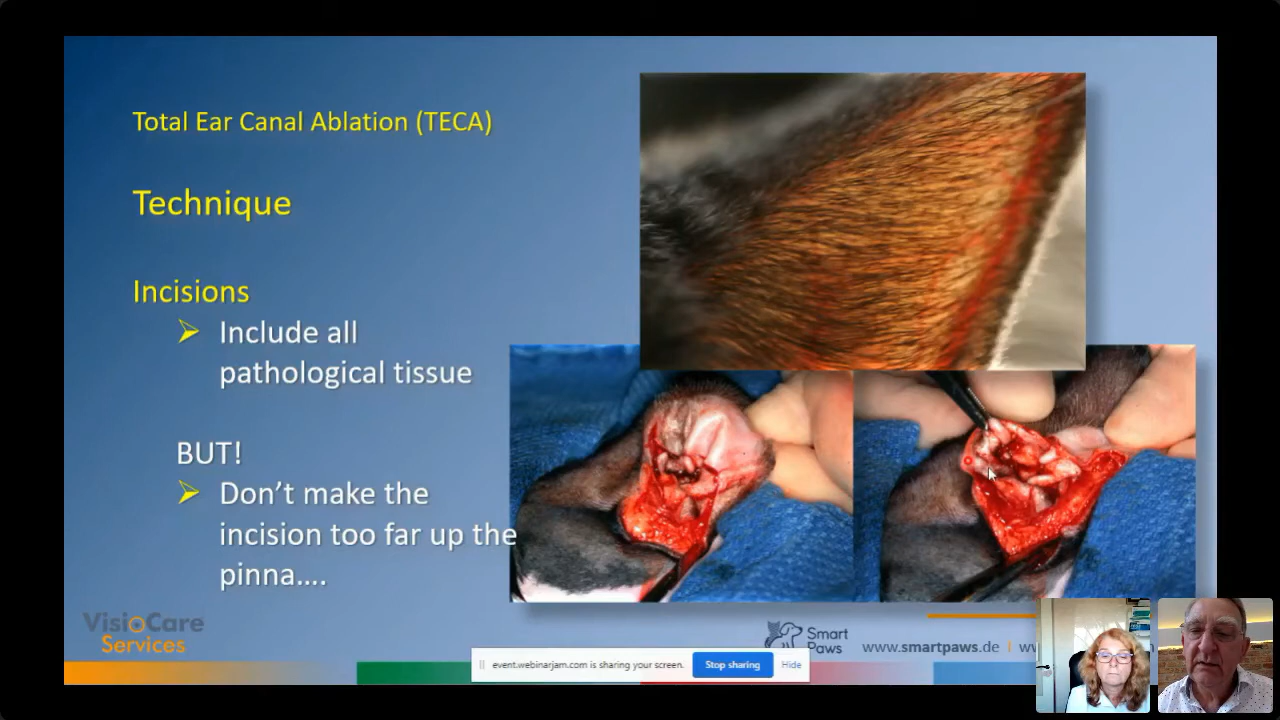 Total Ear Canal Ablation (TECA)
Technique
Incisions
Include all
pathological tissue
BUT!
Don't make the
incision too far up the
pinna....
VisioCare
Services
Smart
Paws
www.smartpaws.de
event.webinarjam.com is sharing your screen.
Stop sharing
Hide